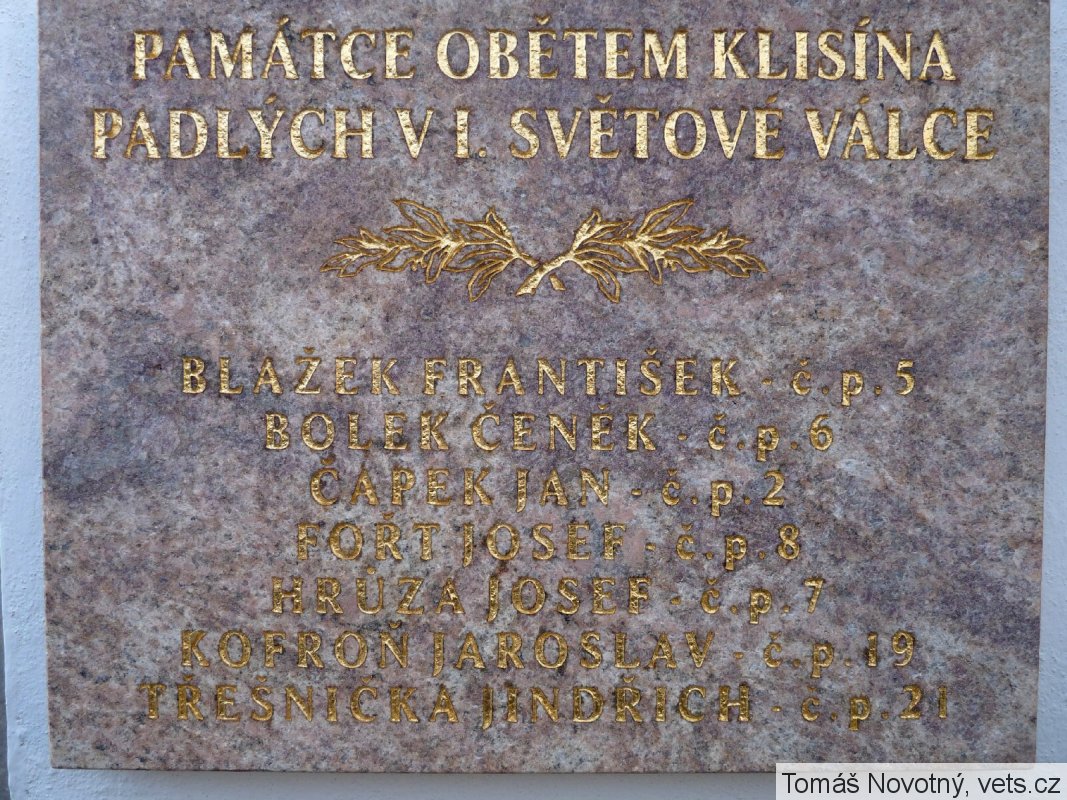 PAMÁTCE OBĚTEM KLISÍNA
PADLÝCH V I. SVĚTOVÉ VÁLCE
BLAŽEK FRANTIŠEK - č.p.5
BOLEK ČENĚK - č.p.6
ČAPEK JAN - č.p.2
FOŘT JOSEF - č.p.8
HRŮZA JOSEF - č.p.7
KOFROŇ JAROSLAV - č.p.19
TŘEŠNIČKA JINDŘICH - č.p.21
Tomáš Novotný, vets.cz